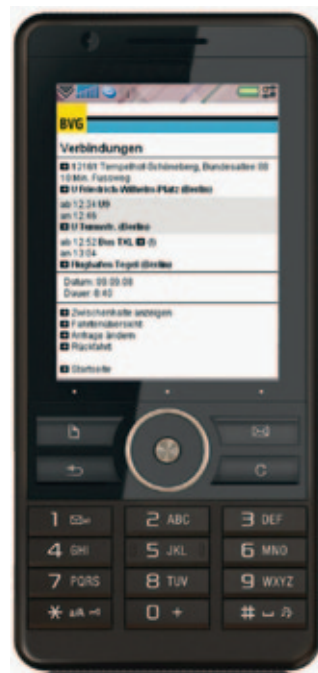 BVG
Verbindungen
12161 Tempelhof-Schöneberg, Bundesallee 88
10 Min. Fussweg
U Friedrich-Wilhelm-Platz (Berlin)
ab 12:34 U9
an 12:46
U Turmstr. (Berlin)
ab 12:52 Bus TXL
an 13:04
Flughafen Tegel (Berlin)
Datum: 09.09.08
Dauer: 0:40
Zwischenhalte anzeigen
Fahrtenübersicht
Anfrage ändern
Rückfahrt
Startseite
C
1 2 ABC 3 DEF
4 GHI 5 JKL 6 MNO
7 PQRS 8 TUV 9 WXYZ
* a/A 0 + #